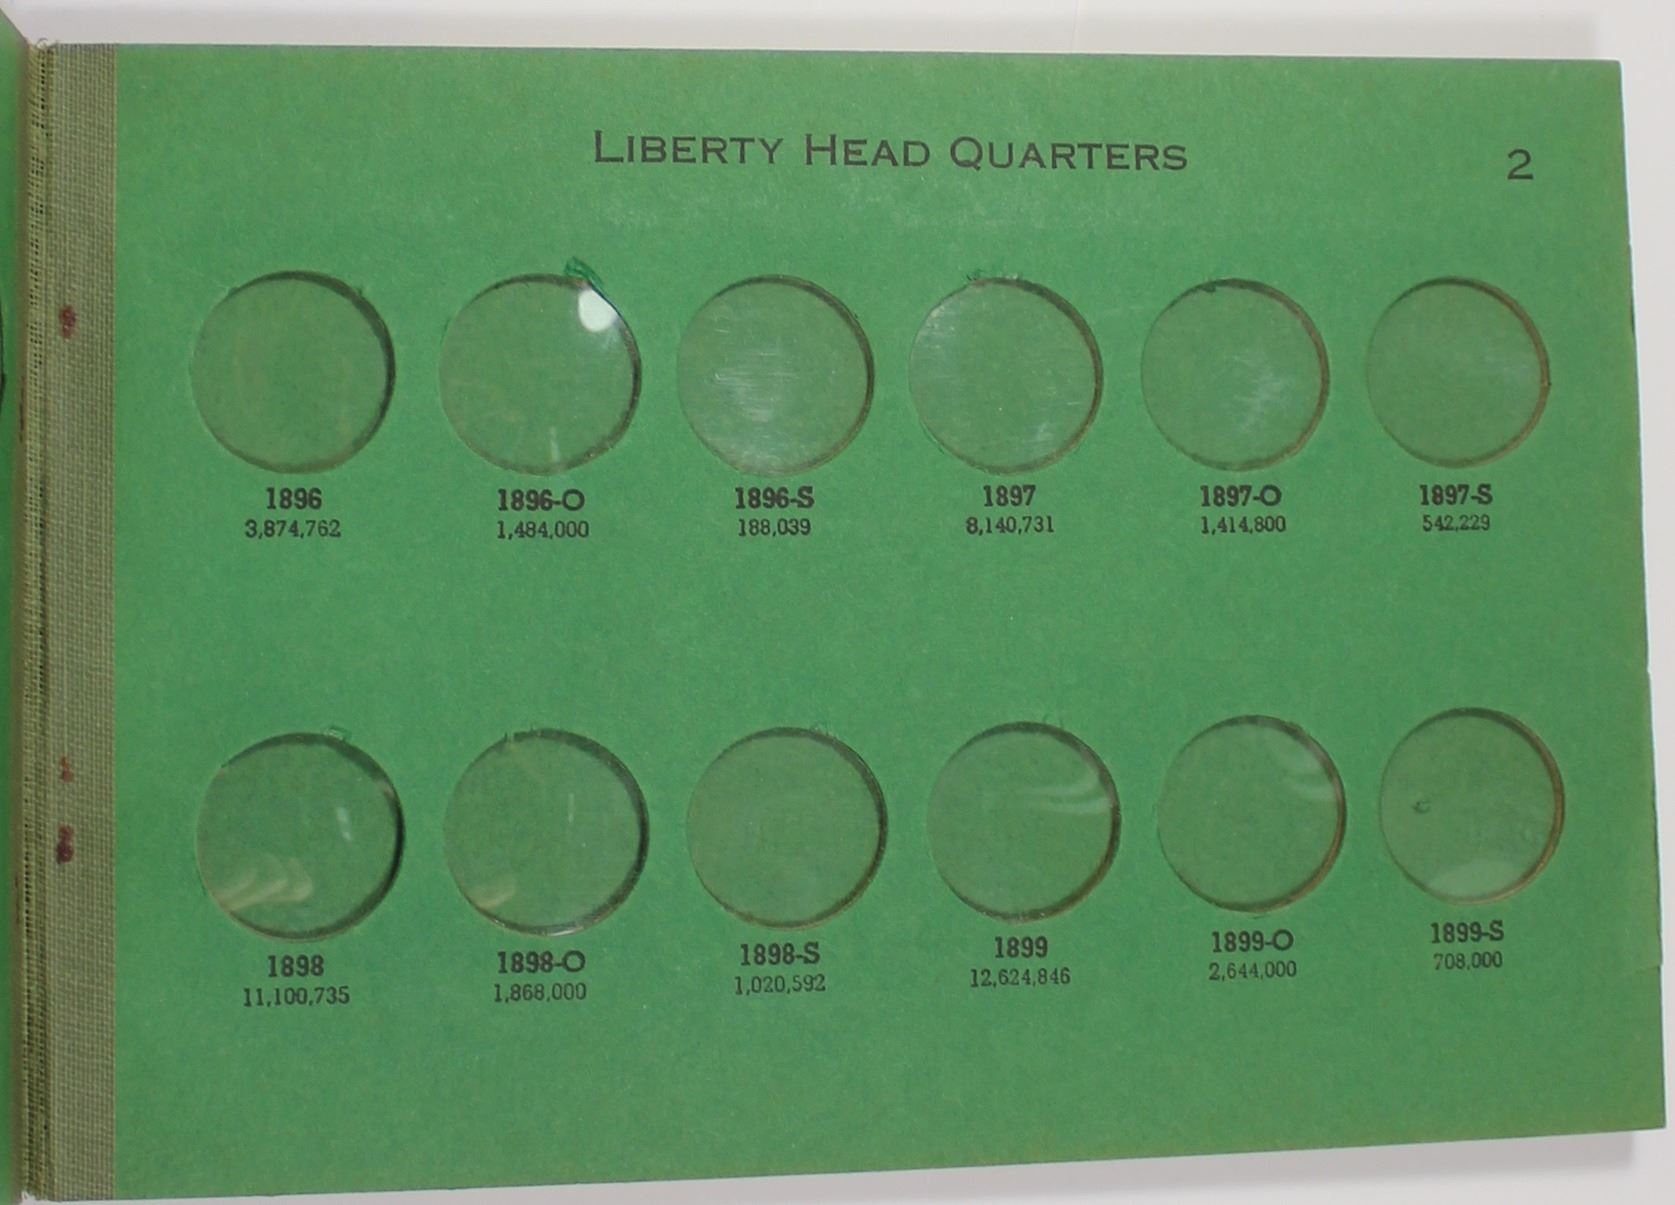 LIBERTY HEAD QUARTERS
2
1896 1896-O 1896-S 1897 1897-O 1897-S
3,874,762 1,484,000 188,039 8,140,731 1,414,800 542,229
1898 1898-O 1898-S 1899 1899-O 1899-S
11,100,735 1,868,000 1,020,592 12,624,846 2,644,000 708,000